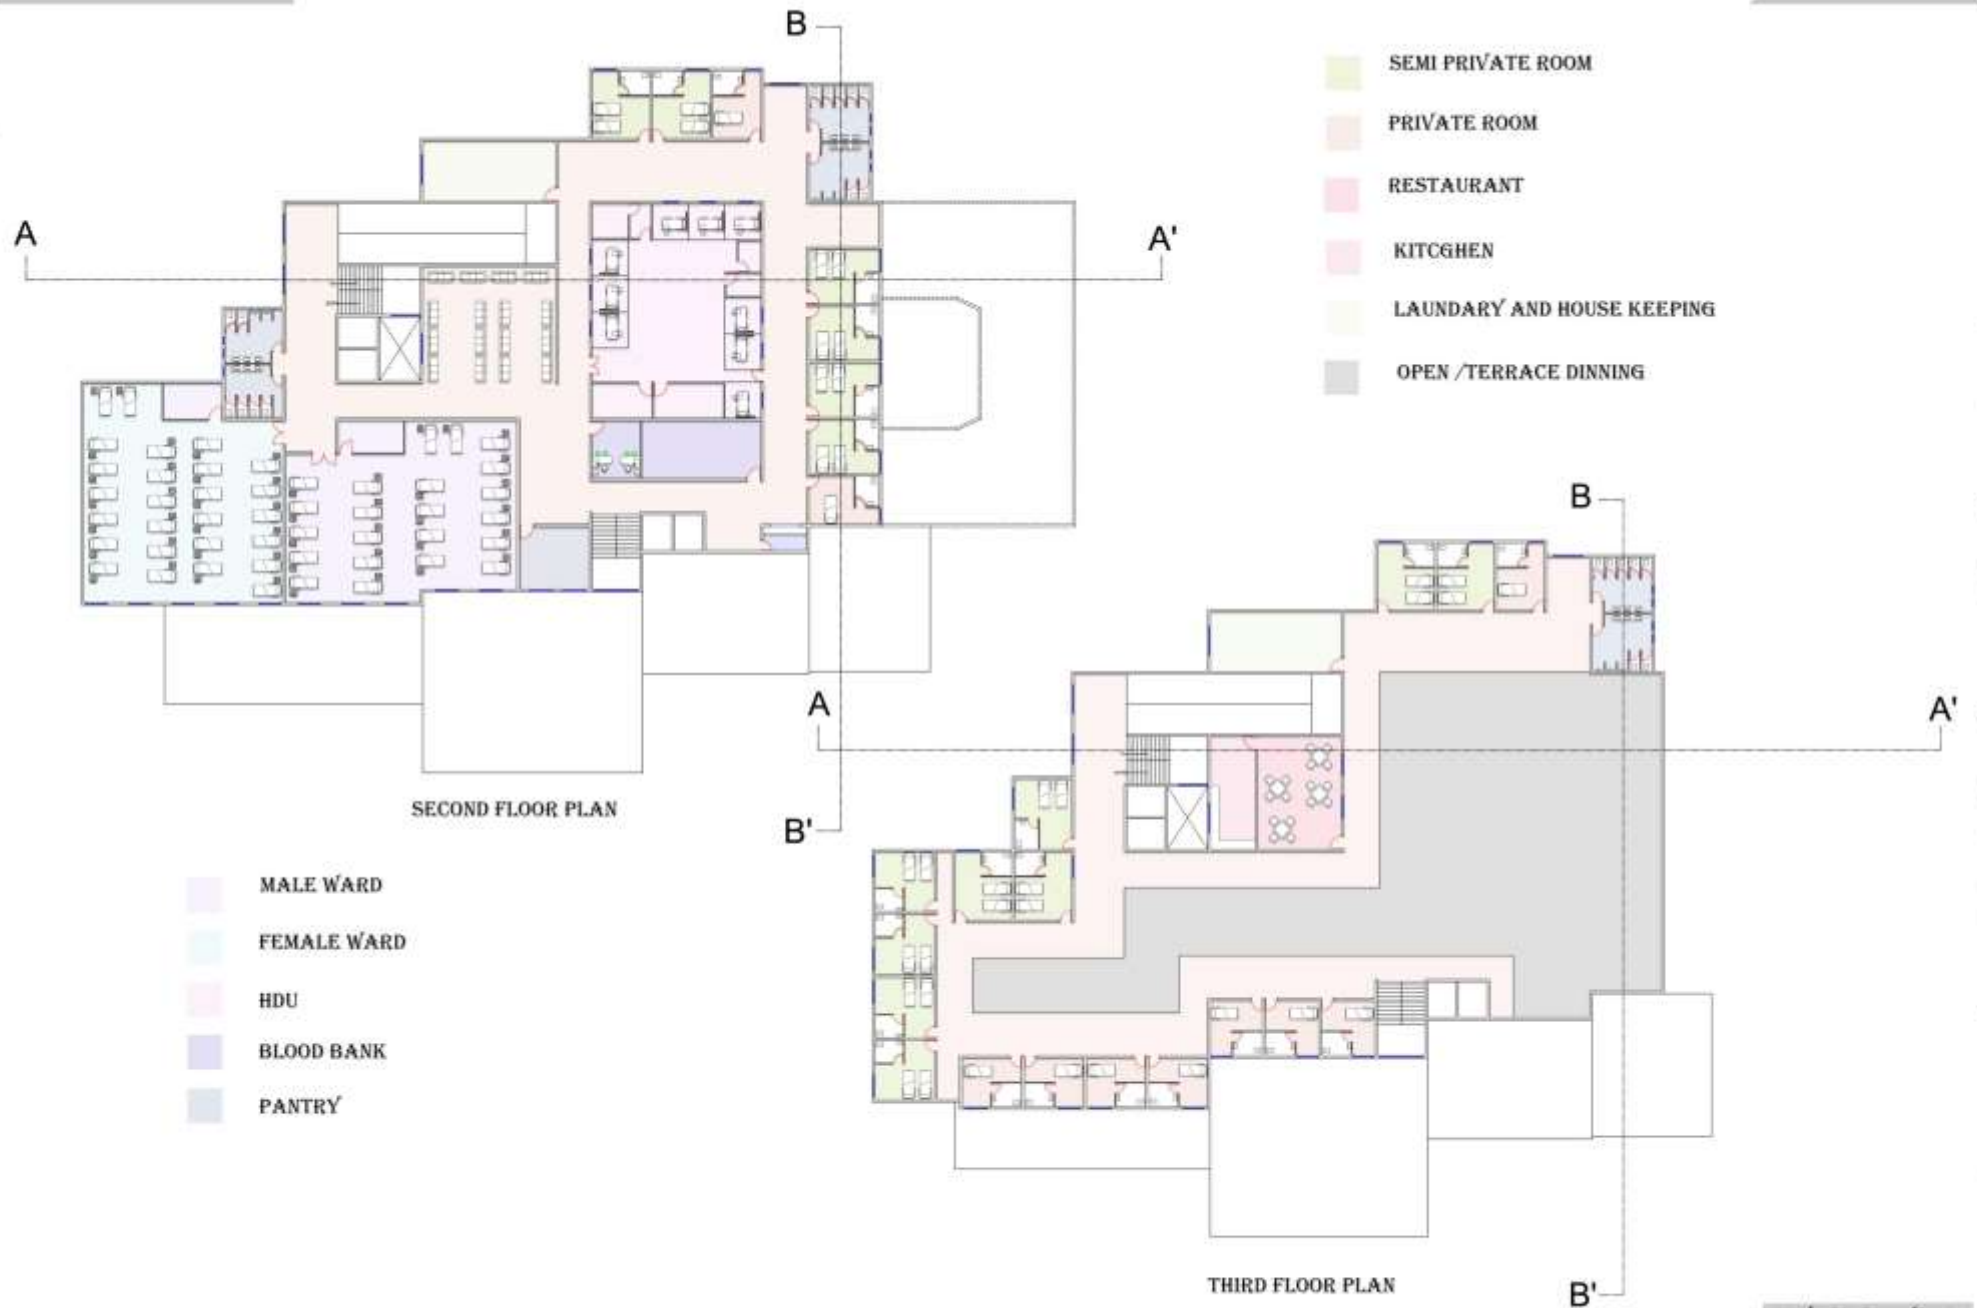 B
SEMI PRIVATE ROOM
PRIVATE ROOM
RESTAURANT
KITCGHEN
LAUNDARY AND HOUSE KEEPING
OPEN /TERRACE DINNING
A
A'
B
A
A'
SECOND FLOOR PLAN
B'
MALE WARD
FEMALE WARD
HDU
BLOOD BANK
PANTRY
THIRD FLOOR PLAN
B'